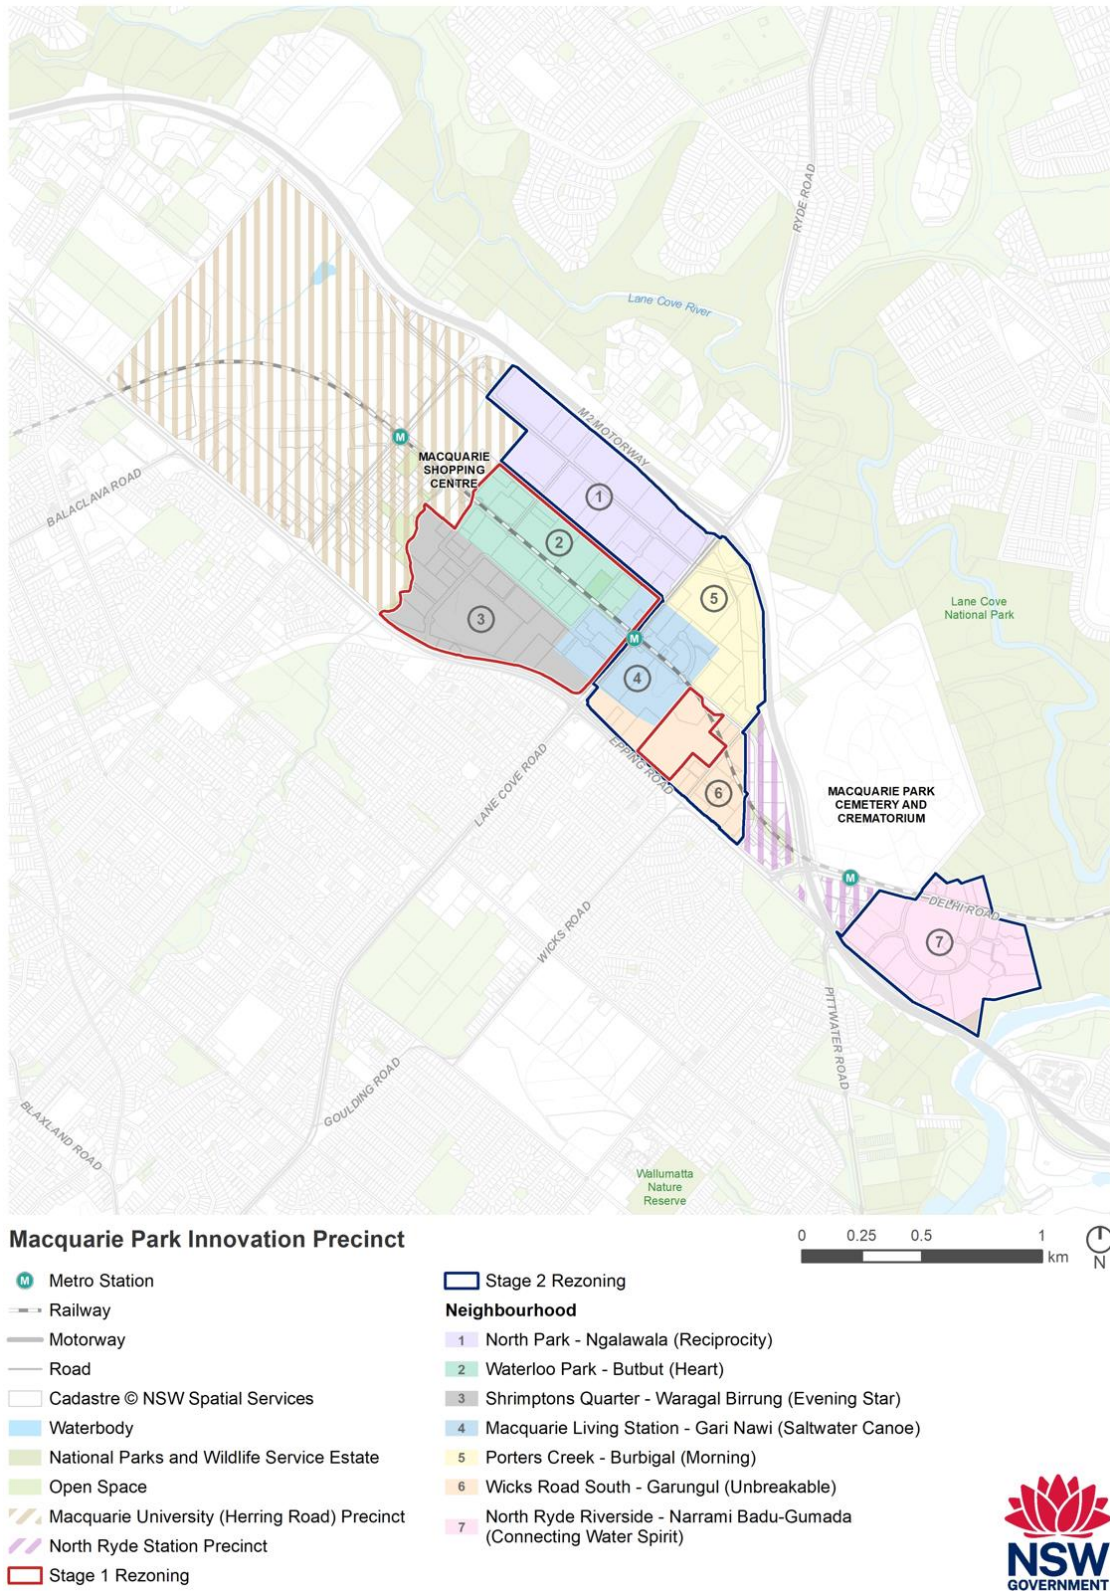 RYDE ROAD
Lane Cove River
M2 MOTORWAY
M
MACQUARIE
SHOPPING
CENTRE
BALACLAVA ROAD
1
2
3
5
Lane Cove
National Park
M
4
EPPING ROAD
LANE COVE ROAD
6
MACQUARIE PARK
CEMETERY AND
CREMATORIUM
M
DELHI ROAD
7
WICKS ROAD
PITTWATER ROAD
GOULDING ROAD
BLAXLAND ROAD
Wallumatta
Nature
Reserve
Macquarie Park Innovation Precinct
0 0.25 0.5 1
km
N
M Metro Station
Railway
Motorway
Road
Cadastre © NSW Spatial Services
Waterbody
National Parks and Wildlife Service Estate
Open Space
Macquarie University (Herring Road) Precinct
North Ryde Station Precinct
Stage 1 Rezoning
Stage 2 Rezoning
Neighbourhood
1 North Park - Ngalawala (Reciprocity)
2 Waterloo Park - Butbut (Heart)
3 Shrimptons Quarter - Waragal Birrung (Evening Star)
4 Macquarie Living Station - Gari Nawi (Saltwater Canoe)
5 Porters Creek - Burbigal (Morning)
6 Wicks Road South - Garungul (Unbreakable)
7 North Ryde Riverside - Narrami Badu-Gumada
(Connecting Water Spirit)
NSW
GOVERNMENT